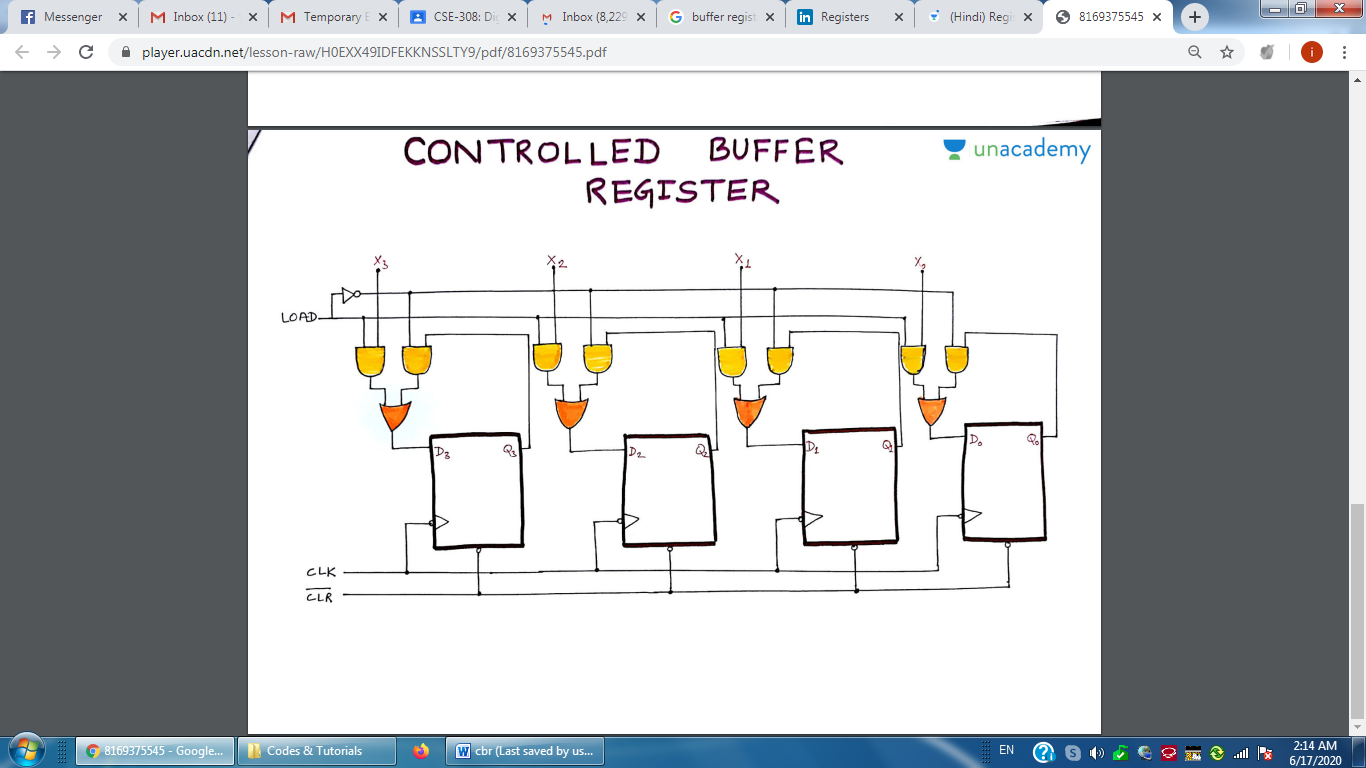 Messenger
Inbox (11) -
Temporary E
CSE-308: Dig
Inbox (8,229
buffer regist
Registers
(Hindi) Regi
8169375545
player.uacdn.net/lesson-raw/H0EXX49IDFEKKNSSLTY9/pdf/8169375545.pdf
i
CONTROLLED BUFFER
REGISTER
unacademy
X3 X2 X1 X0
LOAD
D3 Q3 D2 Q2 D1 Q1 D0 Q0
CLK
CLR
8169375545 - Google...
Codes & Tutorials
cbr (Last saved by us...
EN
2:14 AM
6/17/2020